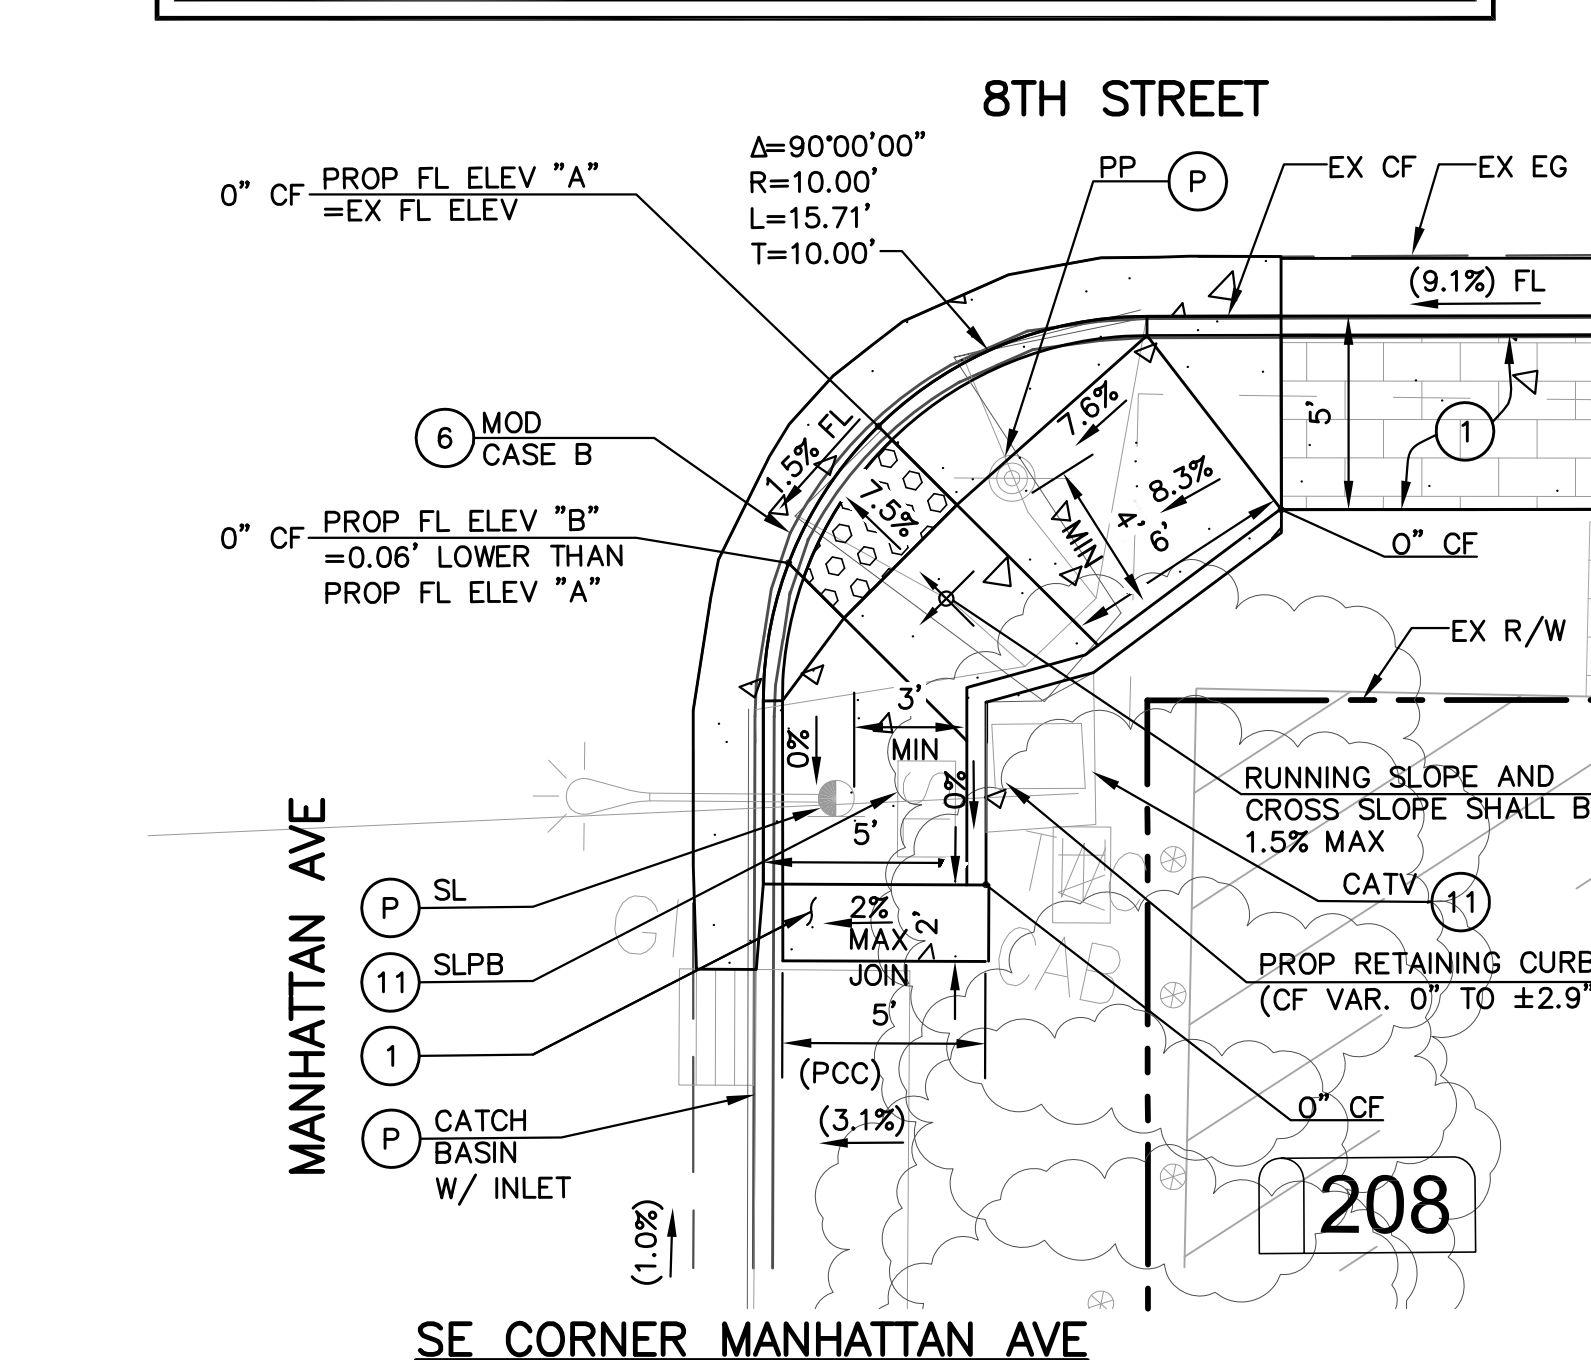 8TH STREET
Δ=90°00'00"
R=10.00'
L=15.71'
T=10.00'
PP
P
EX CF
EX EG
0" CF
PROP FL ELEV "A"
=EX FL ELEV
(9.1%) FL
7.6%
8.3%
5'
1
6
MOD
CASE B
1.5% FL
7.5%
4'
MIN
6'
0" CF
0" CF
PROP FL ELEV "B"
=0.06' LOWER THAN
PROP FL ELEV "A"
EX R/W
3'
MIN
0%
0%
5'
RUNNING SLOPE AND
CROSS SLOPE SHALL B
1.5% MAX
CATV
11
MANHATTAN AVE
P
SL
2%
MAX
2'
JOIN
11
SLPB
PROP RETAINING CURB
(CF VAR. 0" TO ±2.9"
CAB
5'
(PCC)
1
(3.1%)
0" CF
P
CATCH
BASIN
W/ INLET
208
(1.0%)
SE CORNER MANHATTAN AVE